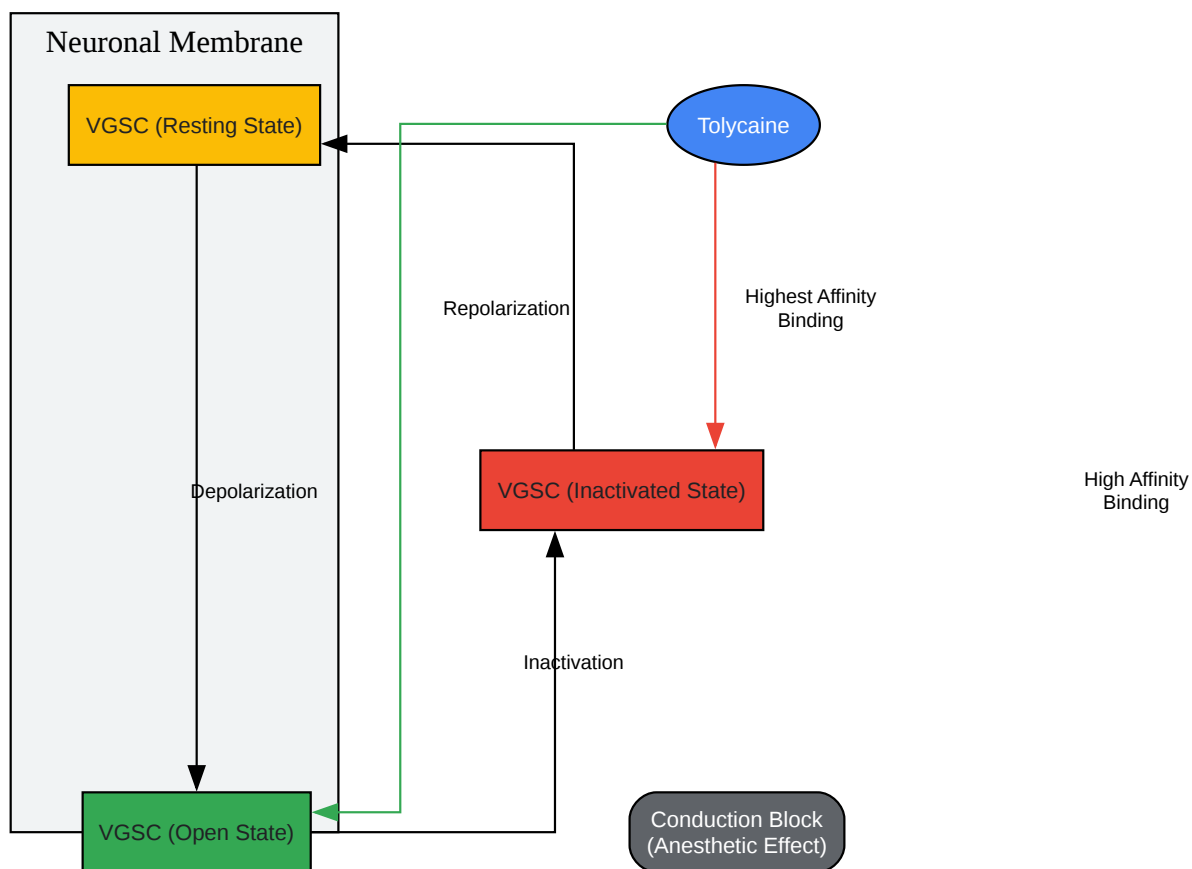 Neuronal Membrane
VGSC (Resting State)
Tolycaine
Repolarization
Highest Affinity
Binding
Depolarization
VGSC (Inactivated State)
High Affinity
Binding
Inactivation
VGSC (Open State)
Conduction Block
(Anesthetic Effect)